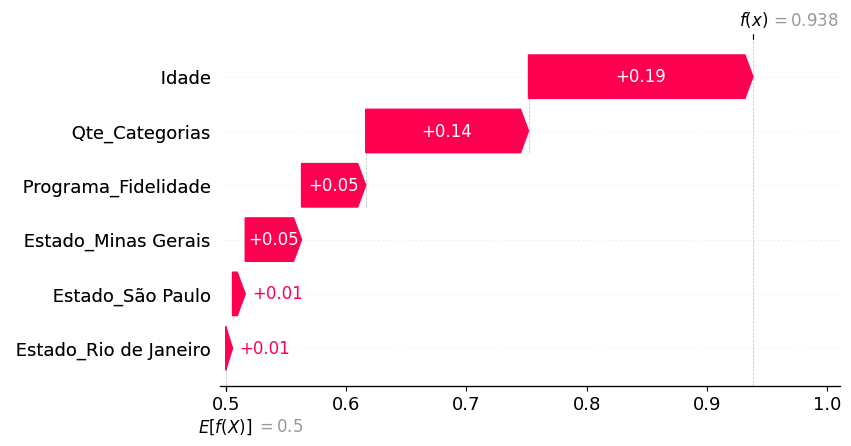 f(x) = 0.938
Idade
+0.19
Qte_Categorias
+0.14
Programa_Fidelidade
+0.05
Estado_Minas Gerais
+0.05
Estado_São Paulo
+0.01
Estado_Rio de Janeiro
+0.01
0.5 0.6 0.7 0.8 0.9 1.0
E[f(X)] = 0.5